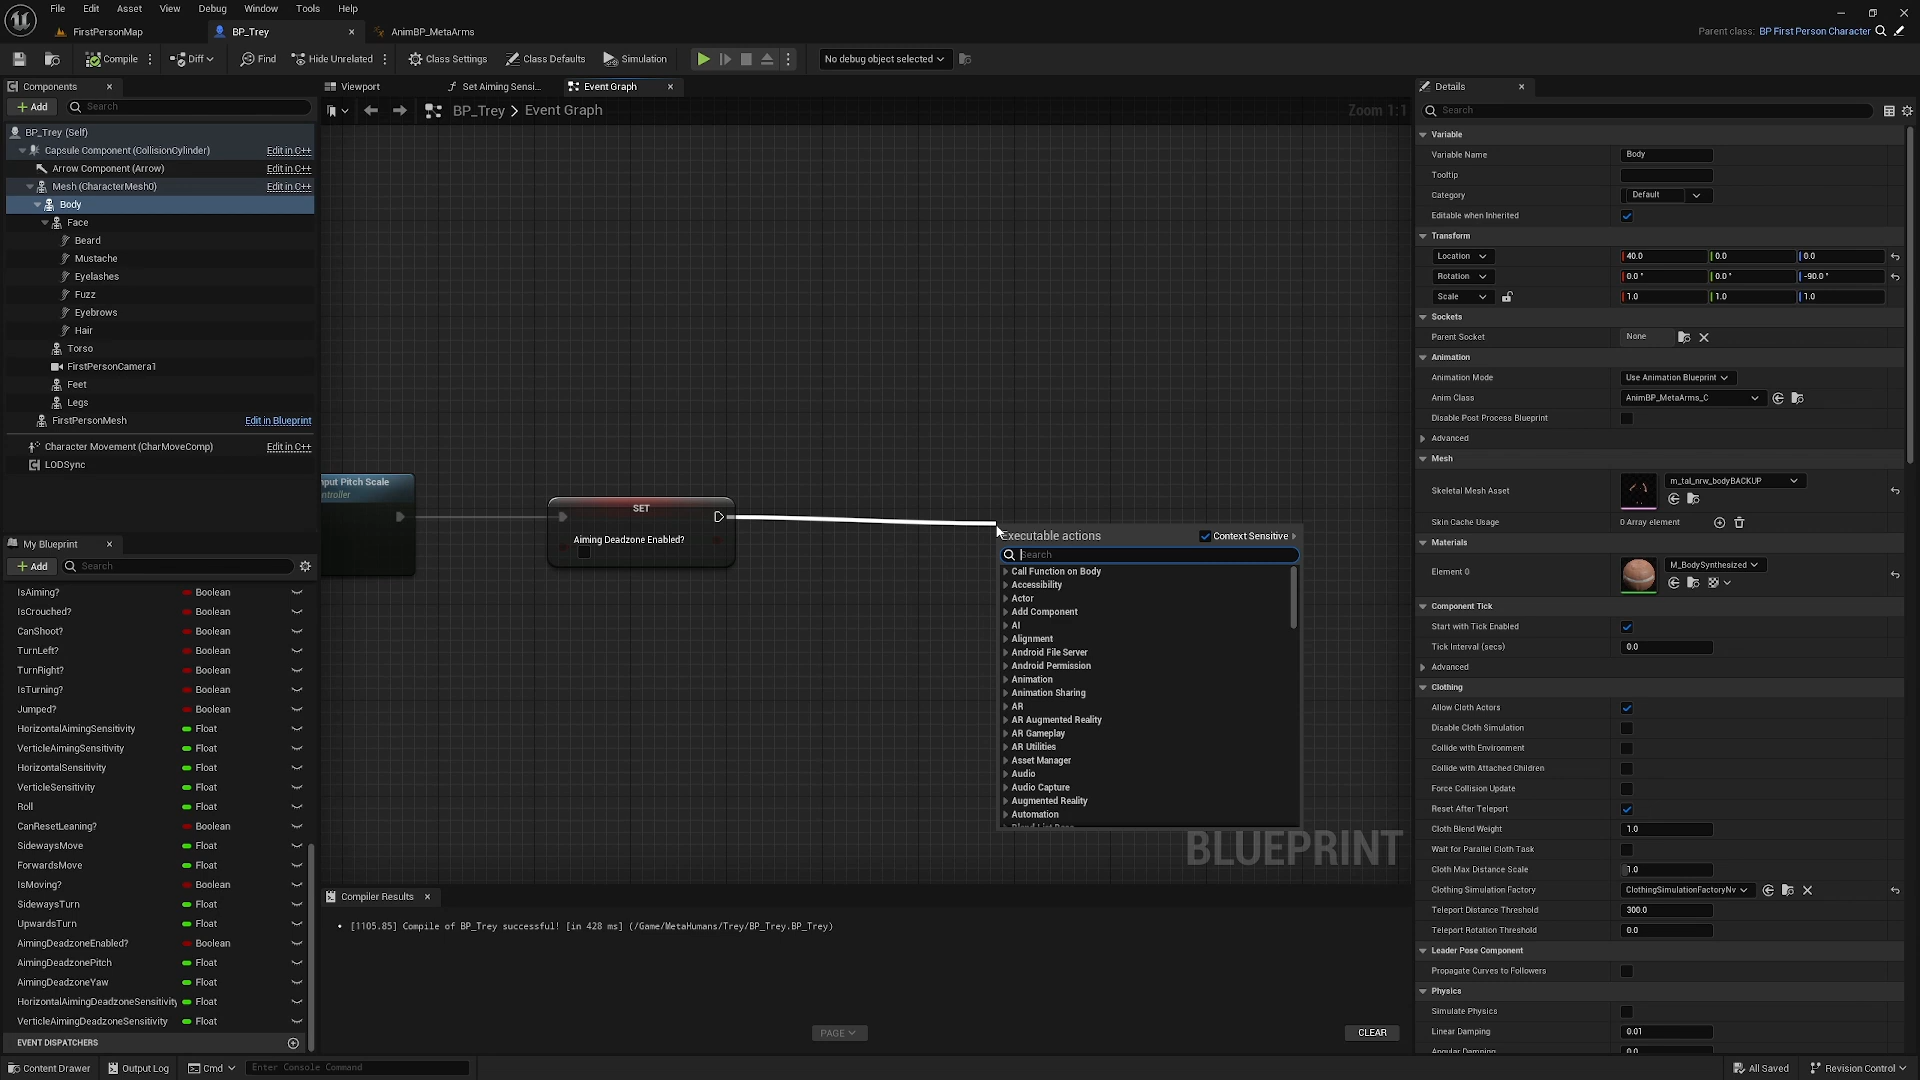 File Edit Asset View Debug Window Tools Help
FirstPersonMap BP_Trey AnimBP_MetaArms
Parent class: BP First Person Character
Compile Diff Find Hide Unrelated Class Settings Class Defaults Simulation No debug object selected
Components Viewport Set Aiming Sensi... Event Graph Details
Add Search BP_Trey > Event Graph Zoom 1:1 Search
BP_Trey (Self)
Capsule Component (CollisionCylinder) Edit in C++
Arrow Component (Arrow) Edit in C++
Mesh (CharacterMesh0) Edit in C++
Body
Face
Beard
Mustache
Eyelashes
Fuzz
Eyebrows
Hair
Torso
FirstPersonCamera1
Feet
Legs
FirstPersonMesh Edit in Blueprint
Character Movement (CharMoveComp) Edit in C++
LODSync
My Blueprint
Add Search
IsAiming? Boolean
IsCrouched? Boolean
CanShoot? Boolean
TurnLeft? Boolean
TurnRight? Boolean
IsTurning? Boolean
Jumped? Boolean
HorizontalAimingSensitivity Float
VerticleAimingSensitivity Float
HorizontalSensitivity Float
VerticleSensitivity Float
Roll Float
CanResetLeaning? Boolean
SidewaysMove Float
ForwardsMove Float
IsMoving? Boolean
SidewaysTurn Float
UpwardsTurn Float
AimingDeadzoneEnabled? Boolean
AimingDeadzonePitch Float
AimingDeadzoneYaw Float
HorizontalAimingDeadzoneSensitivity Float
VerticleAimingDeadzoneSensitivity Float
EVENT DISPATCHERS
nput Pitch Scale
ntroller
SET
Aiming Deadzone Enabled?
Executable actions Context Sensitive
Search
Call Function on Body
Accessibility
Actor
Add Component
AI
Alignment
Android File Server
Android Permission
Animation
Animation Sharing
AR
AR Augmented Reality
AR Gameplay
AR Utilities
Asset Manager
Audio
Audio Capture
Augmented Reality
Automation
BLUEPRINT
Compiler Results
[1105.85] Compile of BP_Trey successful! [in 428 ms] (/Game/MetaHumans/Trey/BP_Trey.BP_Trey)
PAGE CLEAR
Variable
Variable Name Body
Tooltip
Category Default
Editable when Inherited
Transform
Location 40.0 0.0 0.0
Rotation 0.0 ° 0.0 ° -90.0 °
Scale 1.0 1.0 1.0
Sockets
Parent Socket None
Animation
Animation Mode Use Animation Blueprint
Anim Class AnimBP_MetaArms_C
Disable Post Process Blueprint
Advanced
Mesh
Skeletal Mesh Asset m_tal_nrw_bodyBACKUP
Skin Cache Usage 0 Array element
Materials
Element 0 M_BodySynthesized
Component Tick
Start with Tick Enabled
Tick Interval (secs) 0.0
Advanced
Clothing
Allow Cloth Actors
Disable Cloth Simulation
Collide with Environment
Collide with Attached Children
Force Collision Update
Reset After Teleport
Cloth Blend Weight 1.0
Wait for Parallel Cloth Task
Cloth Max Distance Scale 1.0
Clothing Simulation Factory ClothingSimulationFactoryNv
Teleport Distance Threshold 300.0
Teleport Rotation Threshold 0.0
Leader Pose Component
Propagate Curves to Followers
Physics
Simulate Physics
Linear Damping 0.01
Angular Damping 0.0
Content Drawer Output Log Cmd Enter Console Command All Saved Revision Control